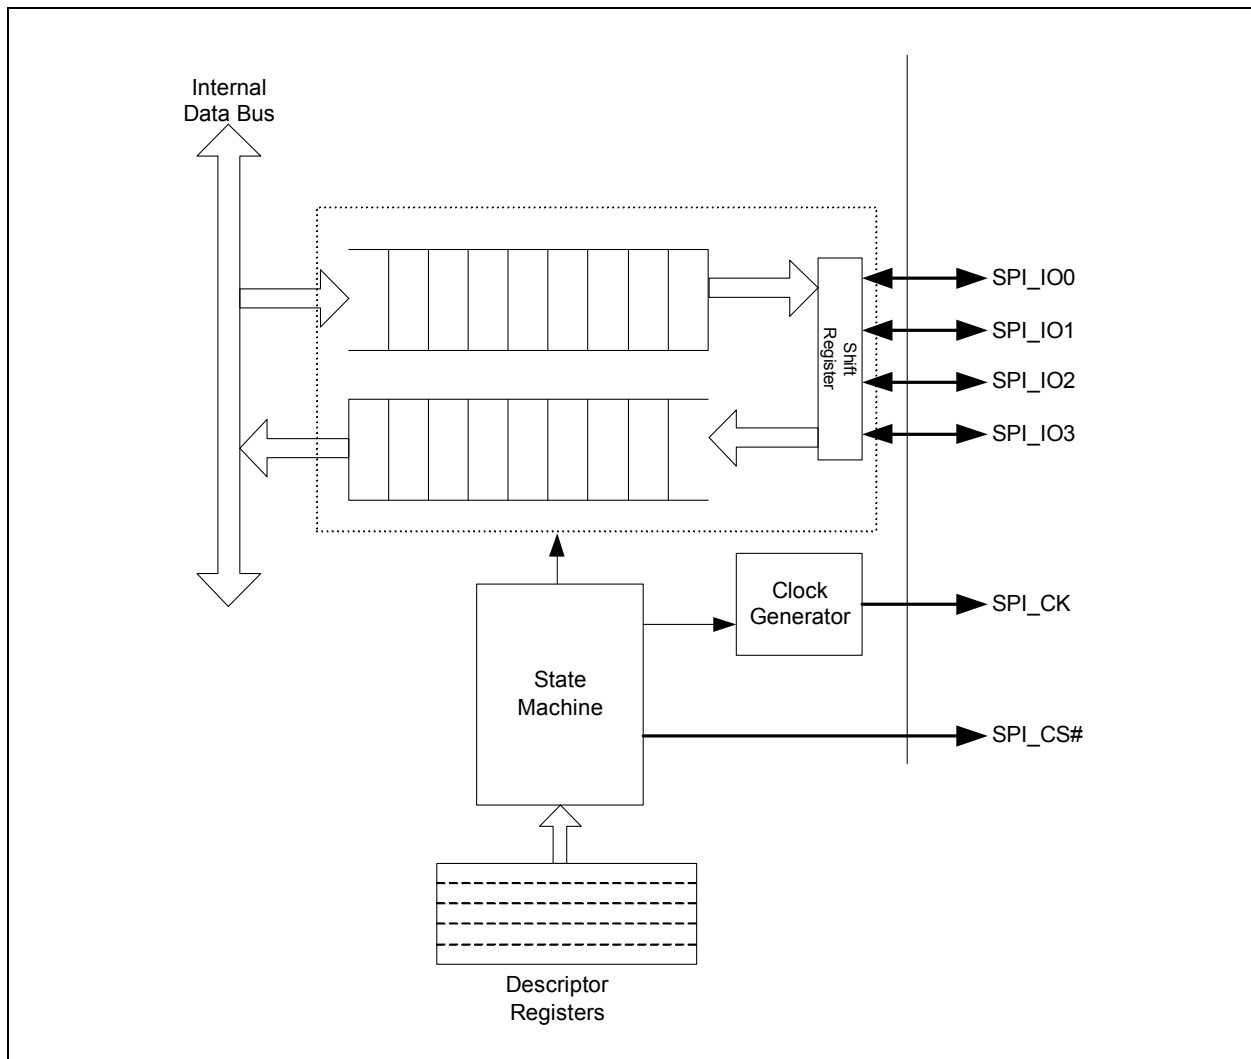 Internal
Data Bus
SPI_IO0
SPI_IO1
SPI_IO2
SPI_IO3
Shift
Register
Clock
Generator
SPI_CK
State
Machine
SPI_CS#
Descriptor
Registers